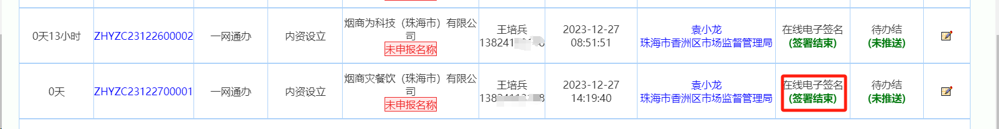 0天13小时
ZHYZC23122600002
一网通办
内资设立
烟商为科技（珠海市）有限公
司
未申报名称
王培兵
2023-12-27
08:51:51
袁小龙
珠海市香洲区市场监督管理局
在线电子签名
(签署结束)
待办结
(未推送)
0天
ZHYZC23122700001
一网通办
内资设立
烟商灾餐饮（珠海市）有限公
司
未申报名称
王培兵
2023-12-27
14:19:40
袁小龙
珠海市香洲区市场监督管理局
在线电子签名
(签署结束)
待办结
(未推送)